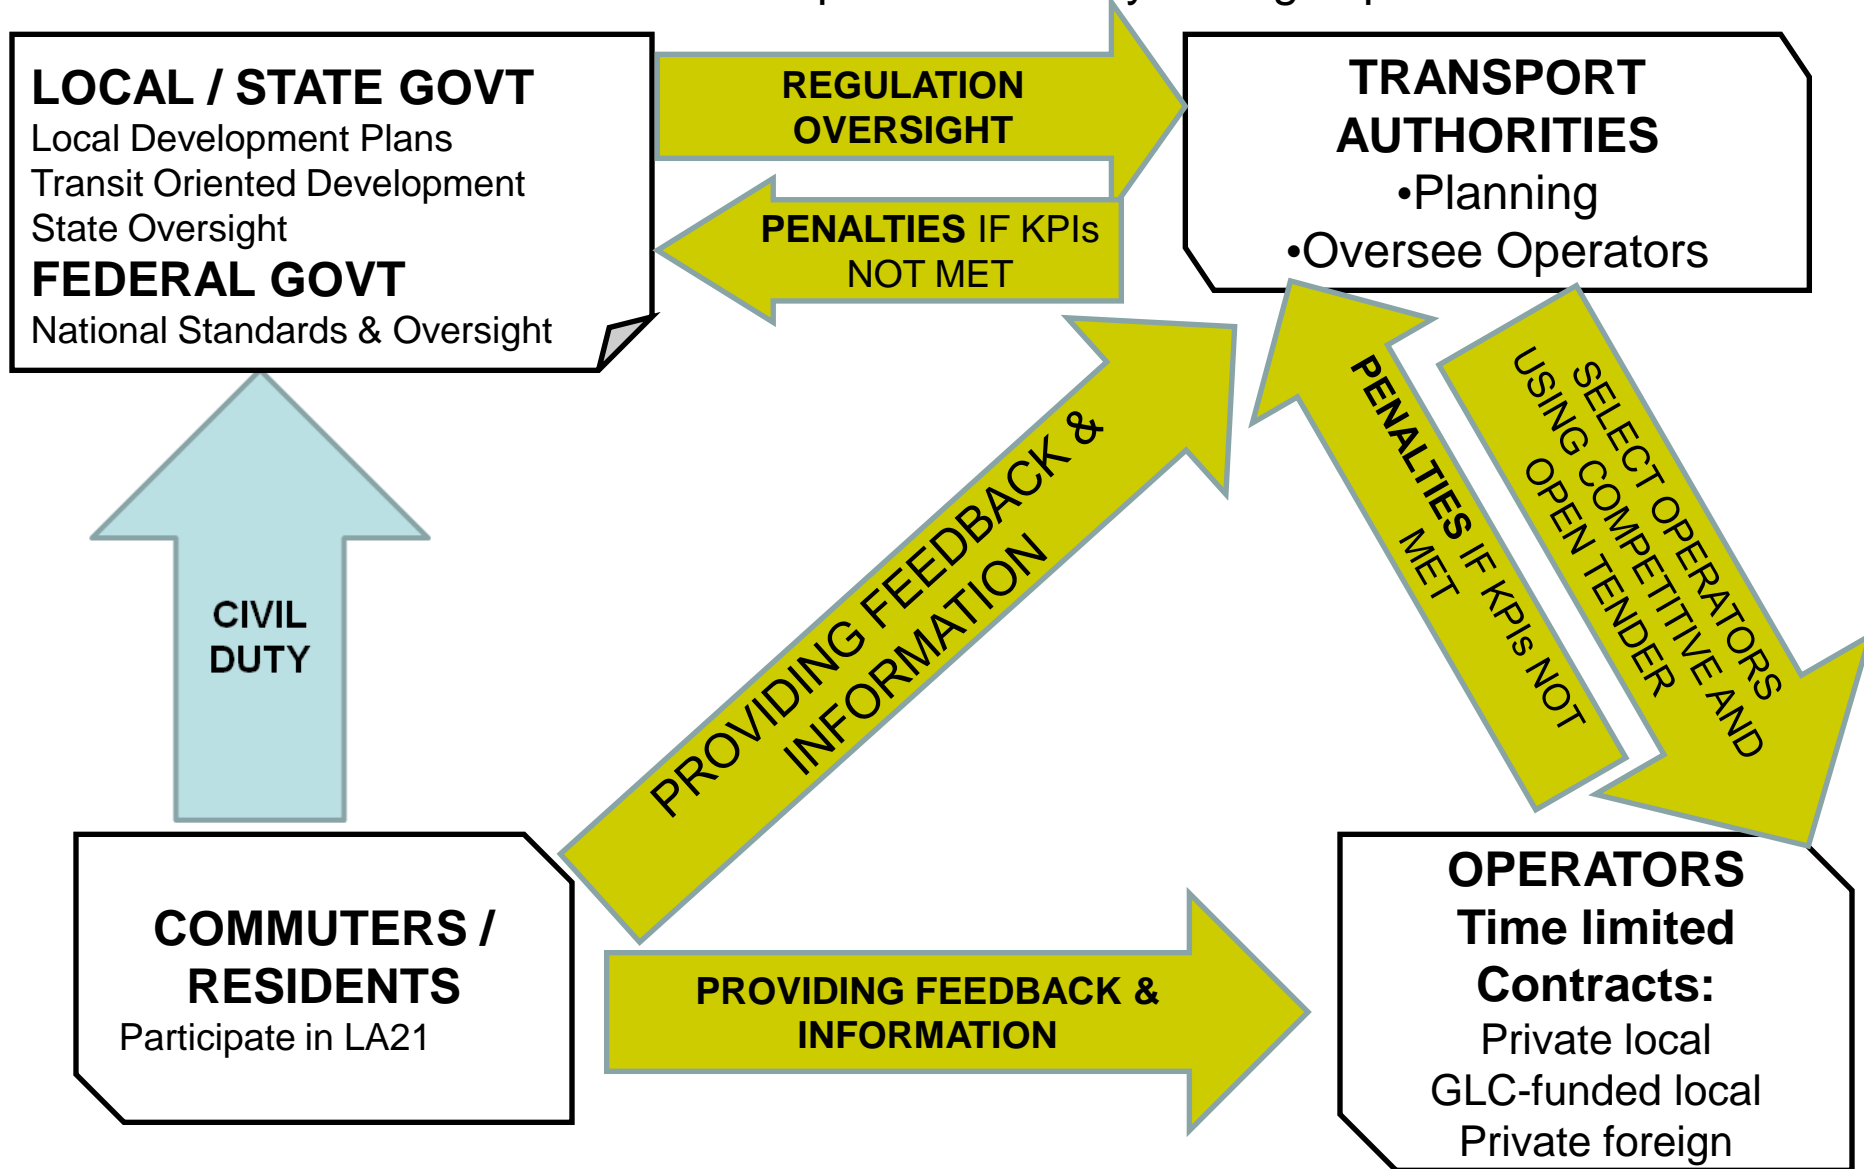 LOCAL / STATE GOVT
Local Development Plans
Transit Oriented Development
State Oversight
FEDERAL GOVT
National Standards & Oversight
REGULATION
OVERSIGHT
PENALTIES IF KPIs
NOT MET
TRANSPORT
AUTHORITIES
•Planning
•Oversee Operators
PROVIDING FEEDBACK &
INFORMATION
PENALTIES IF KPIs NOT
MET
SELECT OPERATORS
USING COMPETITIVE AND
OPEN TENDER
CIVIL
DUTY
COMMUTERS /
RESIDENTS
Participate in LA21
PROVIDING FEEDBACK &
INFORMATION
OPERATORS
Time limited
Contracts:
Private local
GLC-funded local
Private foreign